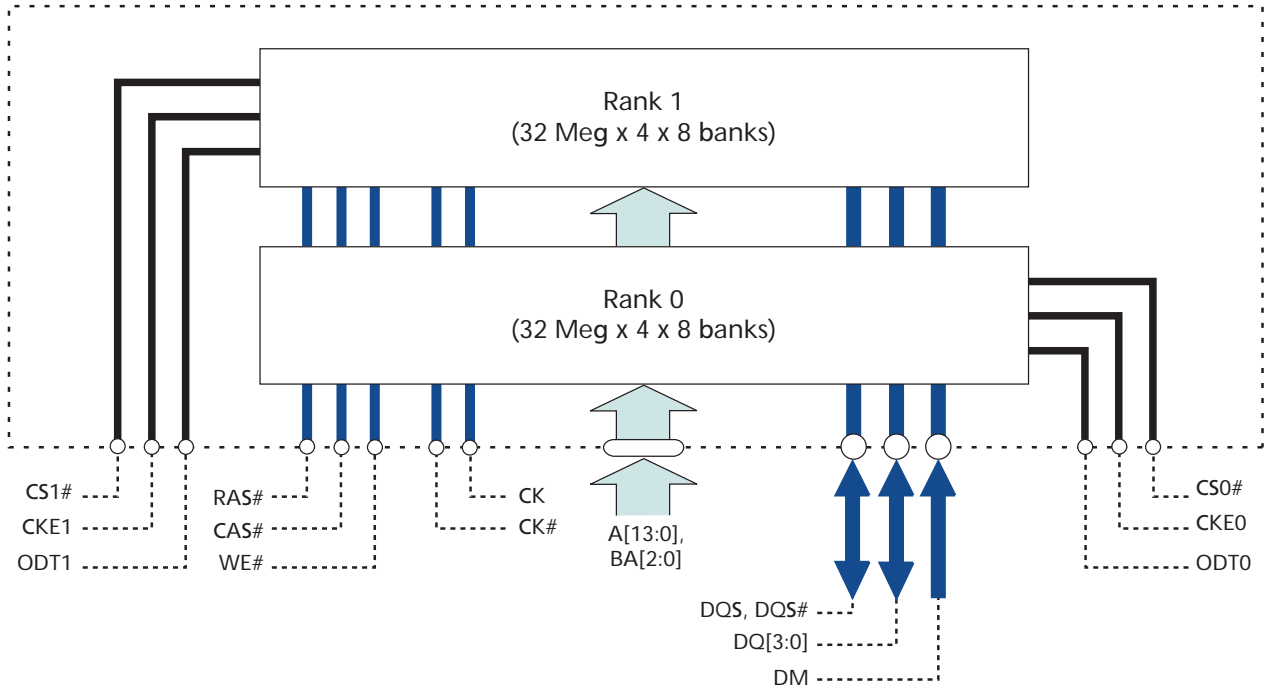 Rank 1
(32 Meg x 4 x 8 banks)
Rank 0
(32 Meg x 4 x 8 banks)
CS1#
CKE1
ODT1
RAS#
CAS#
WE#
CK
CK#
A[13:0],
BA[2:0]
DQS, DQS#
DQ[3:0]
DM
CS0#
CKE0
ODT0